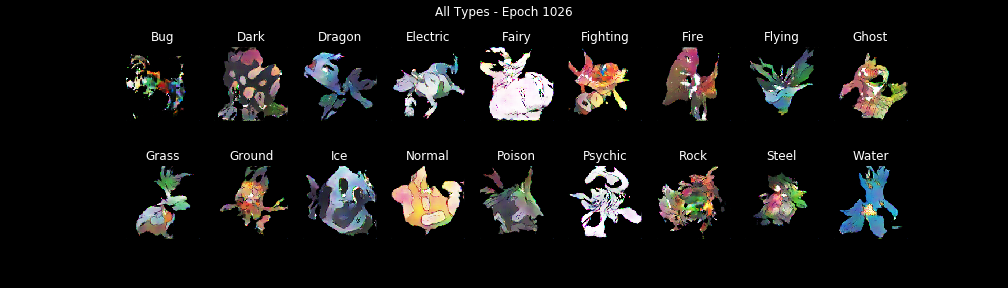 All Types - Epoch 1026
Bug Dark Dragon Electric Fairy Fighting Fire Flying Ghost
Grass Ground Ice Normal Poison Psychic Rock Steel Water